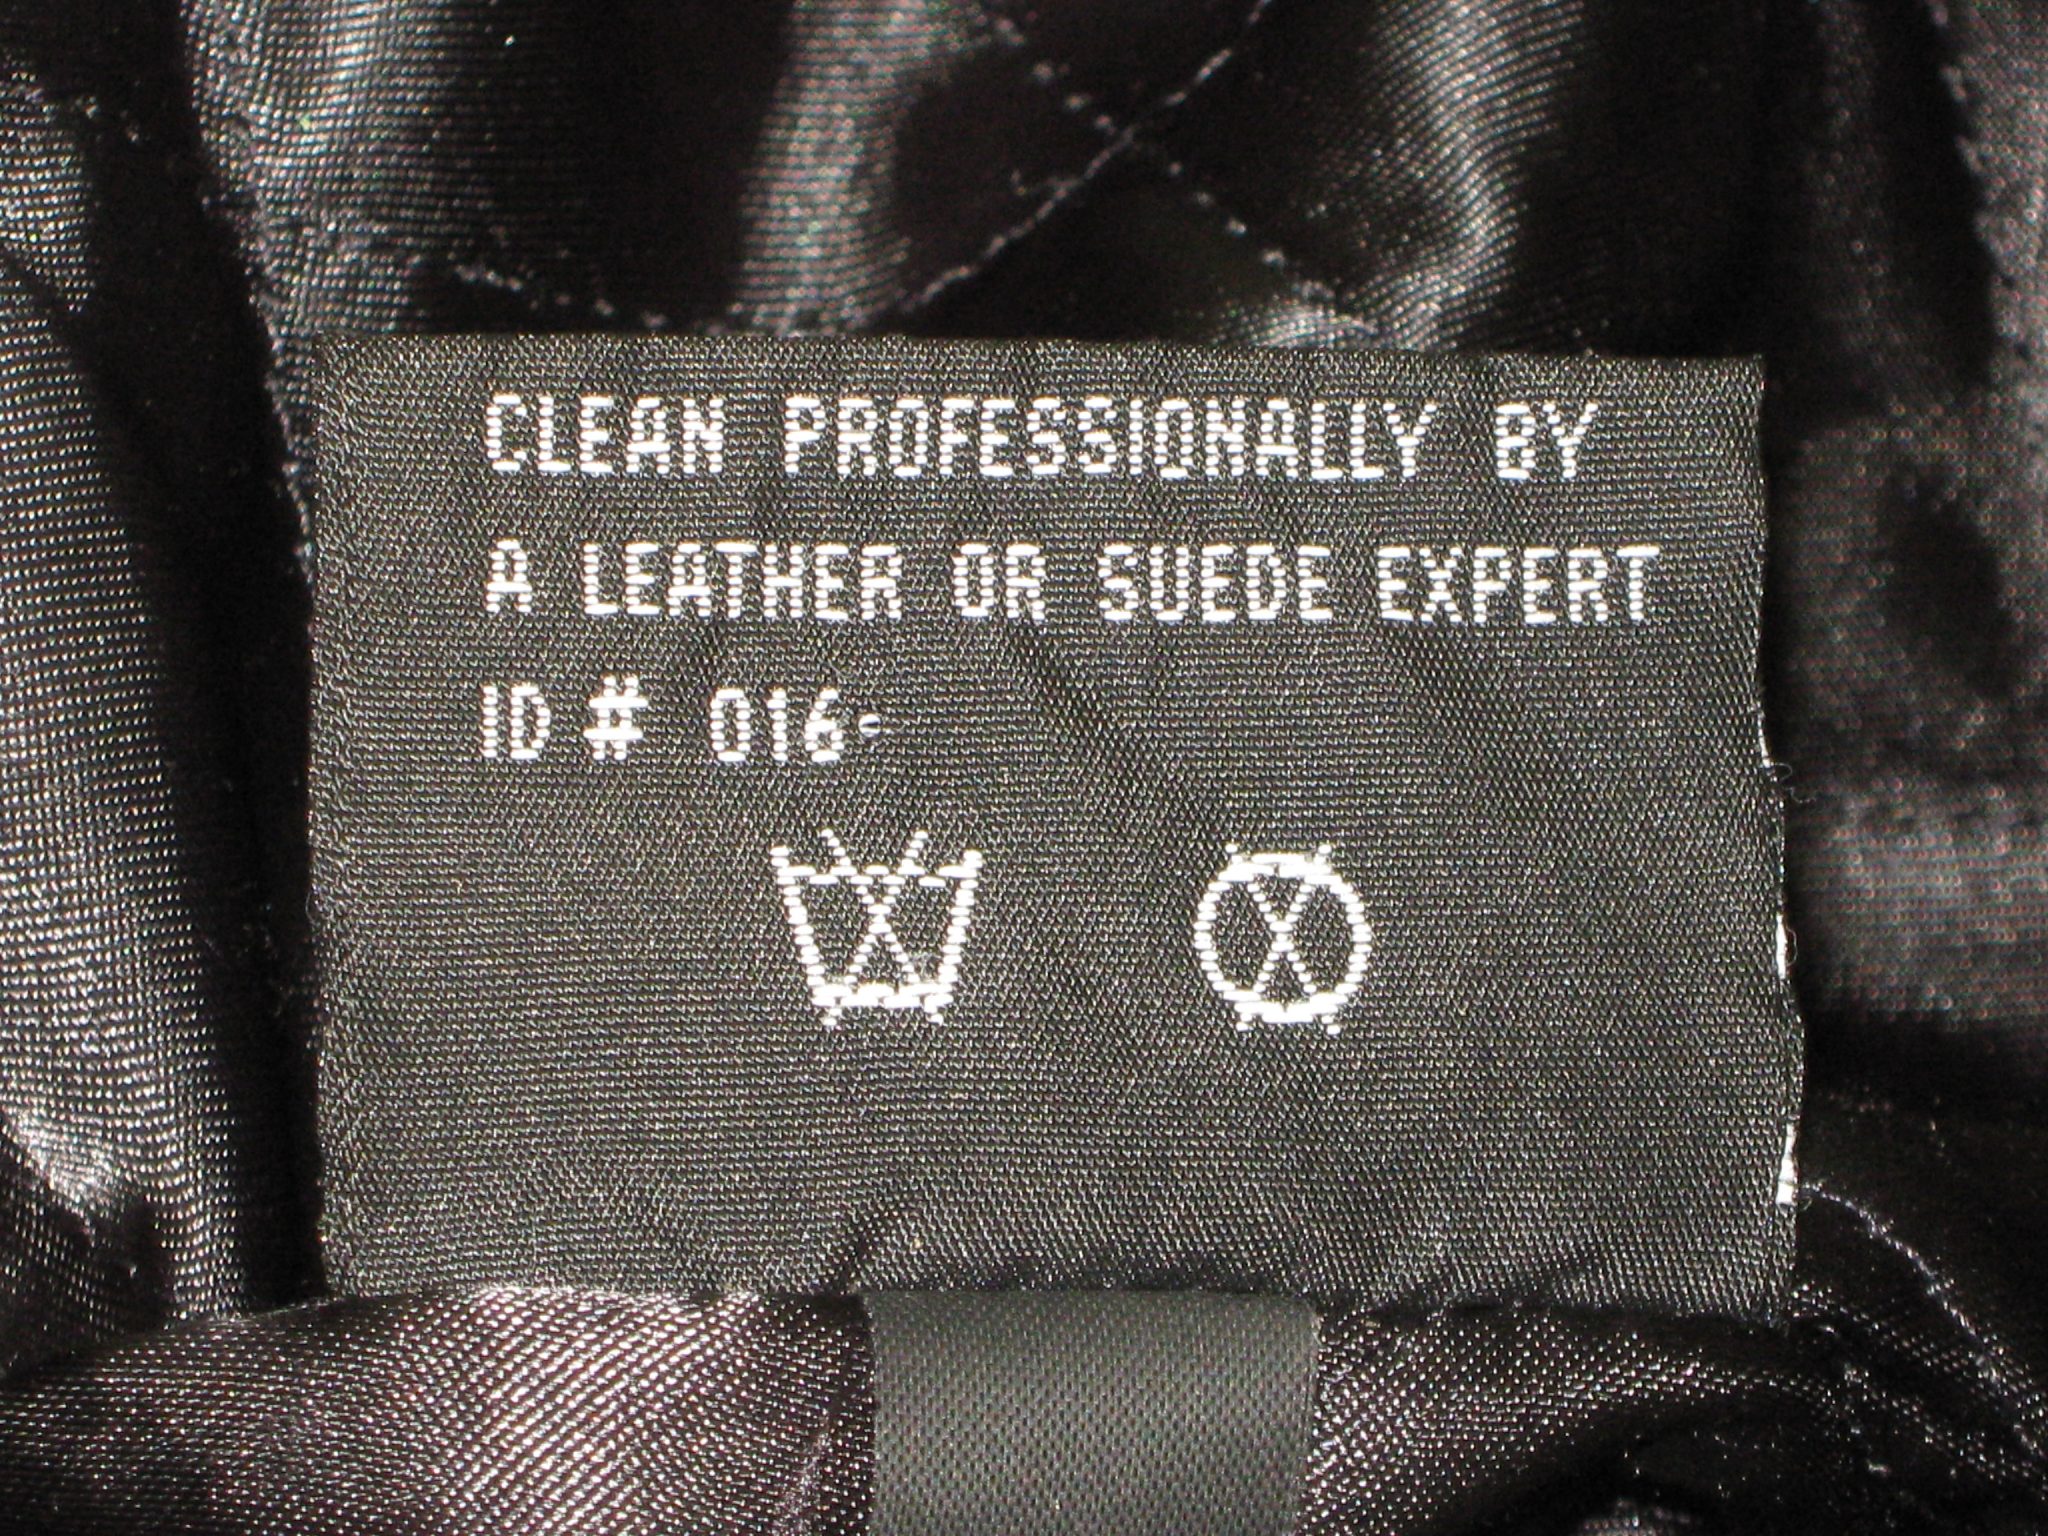 CLEAN PROFESSIONALLY BY
A LEATHER OR SUEDE EXPERT
ID # 016